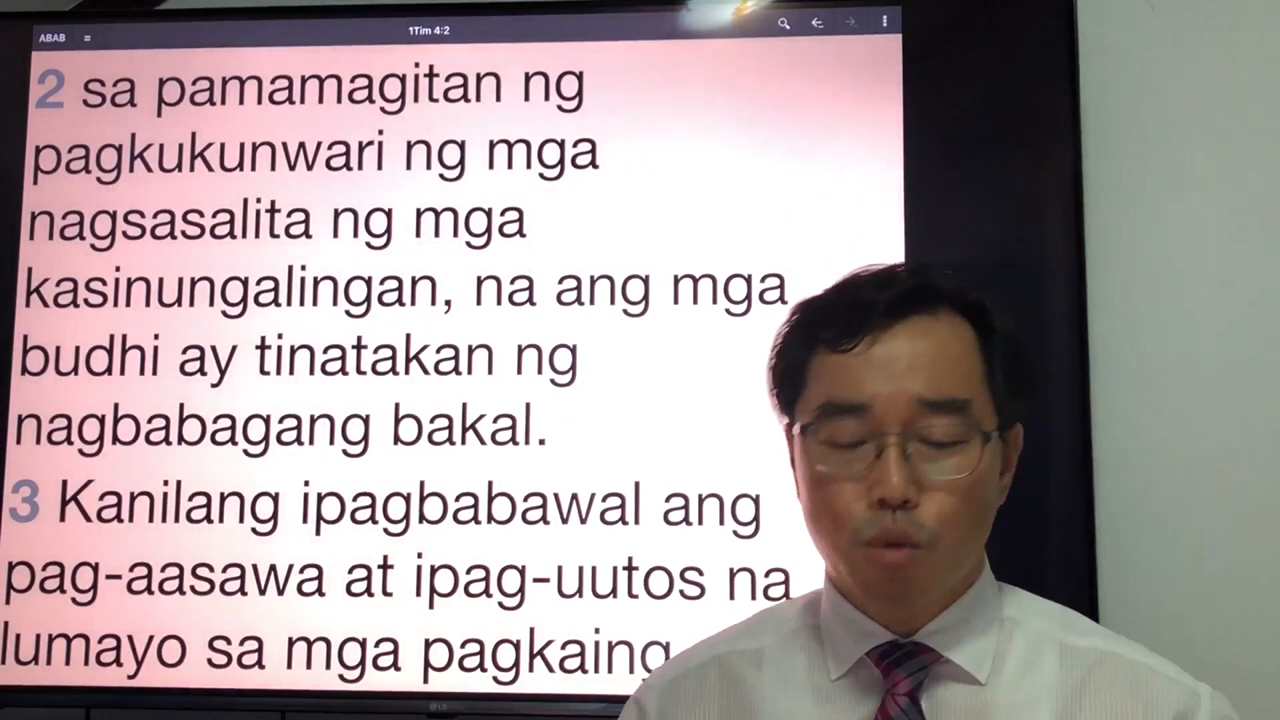 ABAB
1Tim 4:2
2 sa pamamagitan ng
pagkukunwari ng mga
nagsasalita ng mga
kasinungalingan, na ang mga
budhi ay tinatakan ng
nagbabagang bakal.
3 Kanilang ipagbabawal ang
pag-aasawa at ipag-uutos na
lumayo sa mga pagkaing
LG